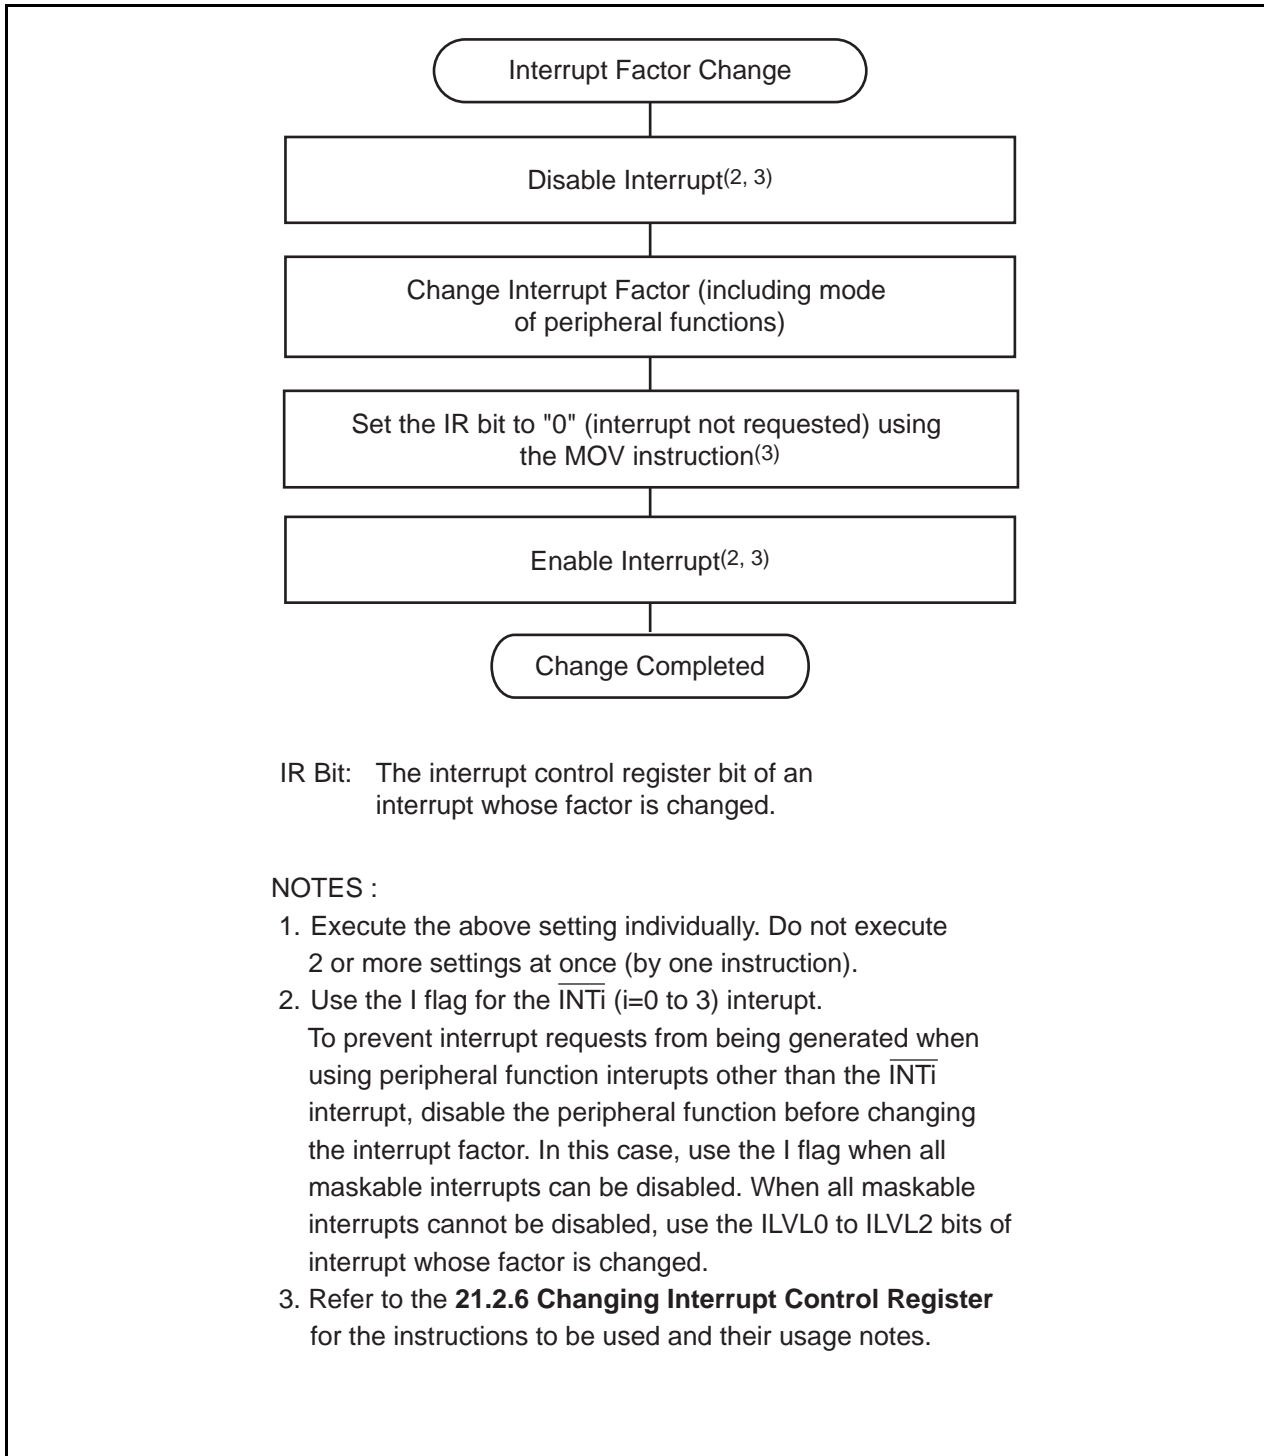 Interrupt Factor Change
Disable Interrupt(2, 3)
Change Interrupt Factor (including mode
of peripheral functions)
Set the IR bit to "0" (interrupt not requested) using
the MOV instruction(3)
Enable Interrupt(2, 3)
Change Completed
IR Bit: The interrupt control register bit of an
interrupt whose factor is changed.
NOTES :
1. Execute the above setting individually. Do not execute
2 or more settings at once (by one instruction).
2. Use the I flag for the I̅N̅T̅i̅ (i=0 to 3) interupt.
To prevent interrupt requests from being generated when
using peripheral function interupts other than the I̅N̅T̅i̅
interrupt, disable the peripheral function before changing
the interrupt factor. In this case, use the I flag when all
maskable interrupts can be disabled. When all maskable
interrupts cannot be disabled, use the ILVL0 to ILVL2 bits of
interrupt whose factor is changed.
3. Refer to the 21.2.6 Changing Interrupt Control Register
for the instructions to be used and their usage notes.